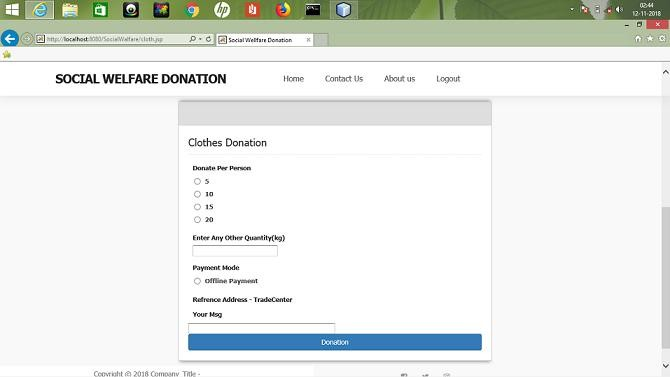 02:44
12-11-2018
http://localhost:8080/SocialWelfare/cloth.jsp
Social Wellfare Donation
SOCIAL WELFARE DONATION
Home Contact Us About us Logout
Clothes Donation
Donate Per Person
5
10
15
20
Enter Any Other Quantity(kg)
Payment Mode
Offline Payment
Refrence Address - TradeCenter
Your Msg
Donation
Copyright © 2018 Company Title -